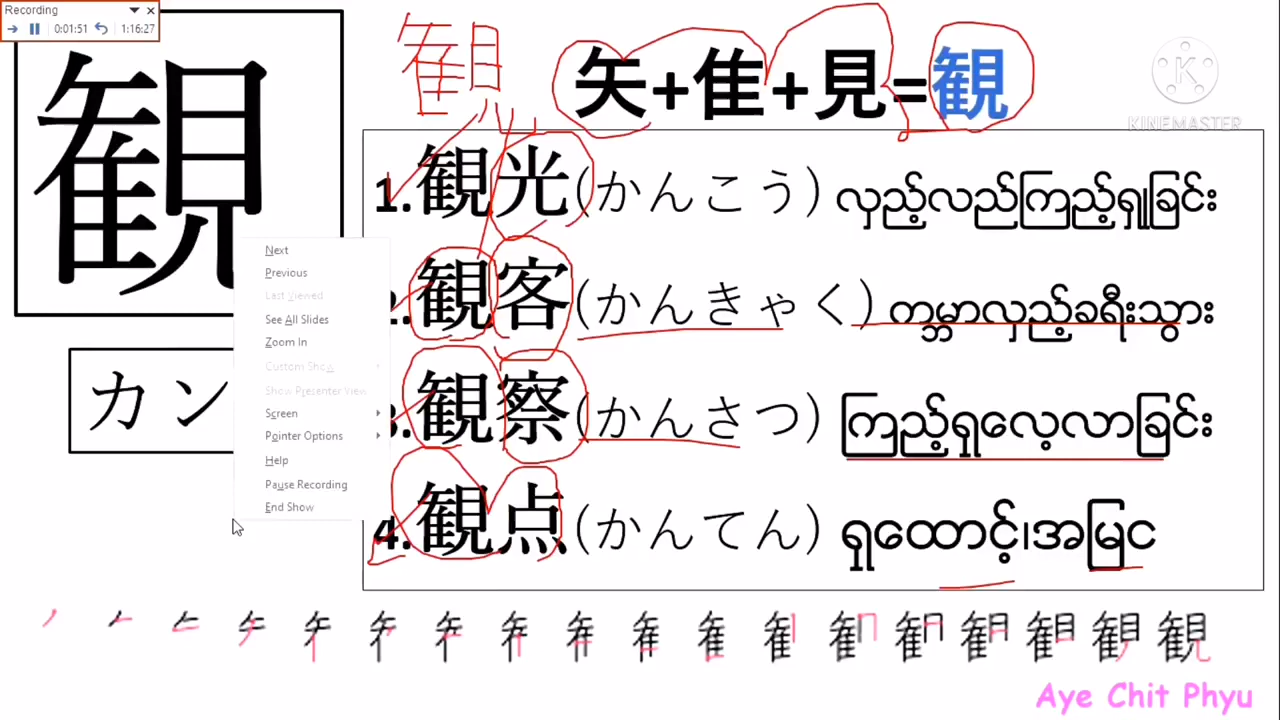 Recording
0:01:51 1:16:27
観
観
矢+隹+見=観
KINEMASTER
1.観光(かんこう) လှည့်လည်ကြည့်ရှုခြင်း
2.観客(かんきゃく) ကမ္ဘာလှည့်ခရီးသွား
3.観察(かんさつ) ကြည့်ရှုလေ့လာခြင်း
4.観点(かんてん) ရှုထောင့်၊အမြင်
カン
Next
Previous
Last Viewed
See All Slides
Zoom In
Custom Show
Show Presenter View
Screen
Pointer Options
Help
Pause Recording
End Show
Aye Chit Phyu